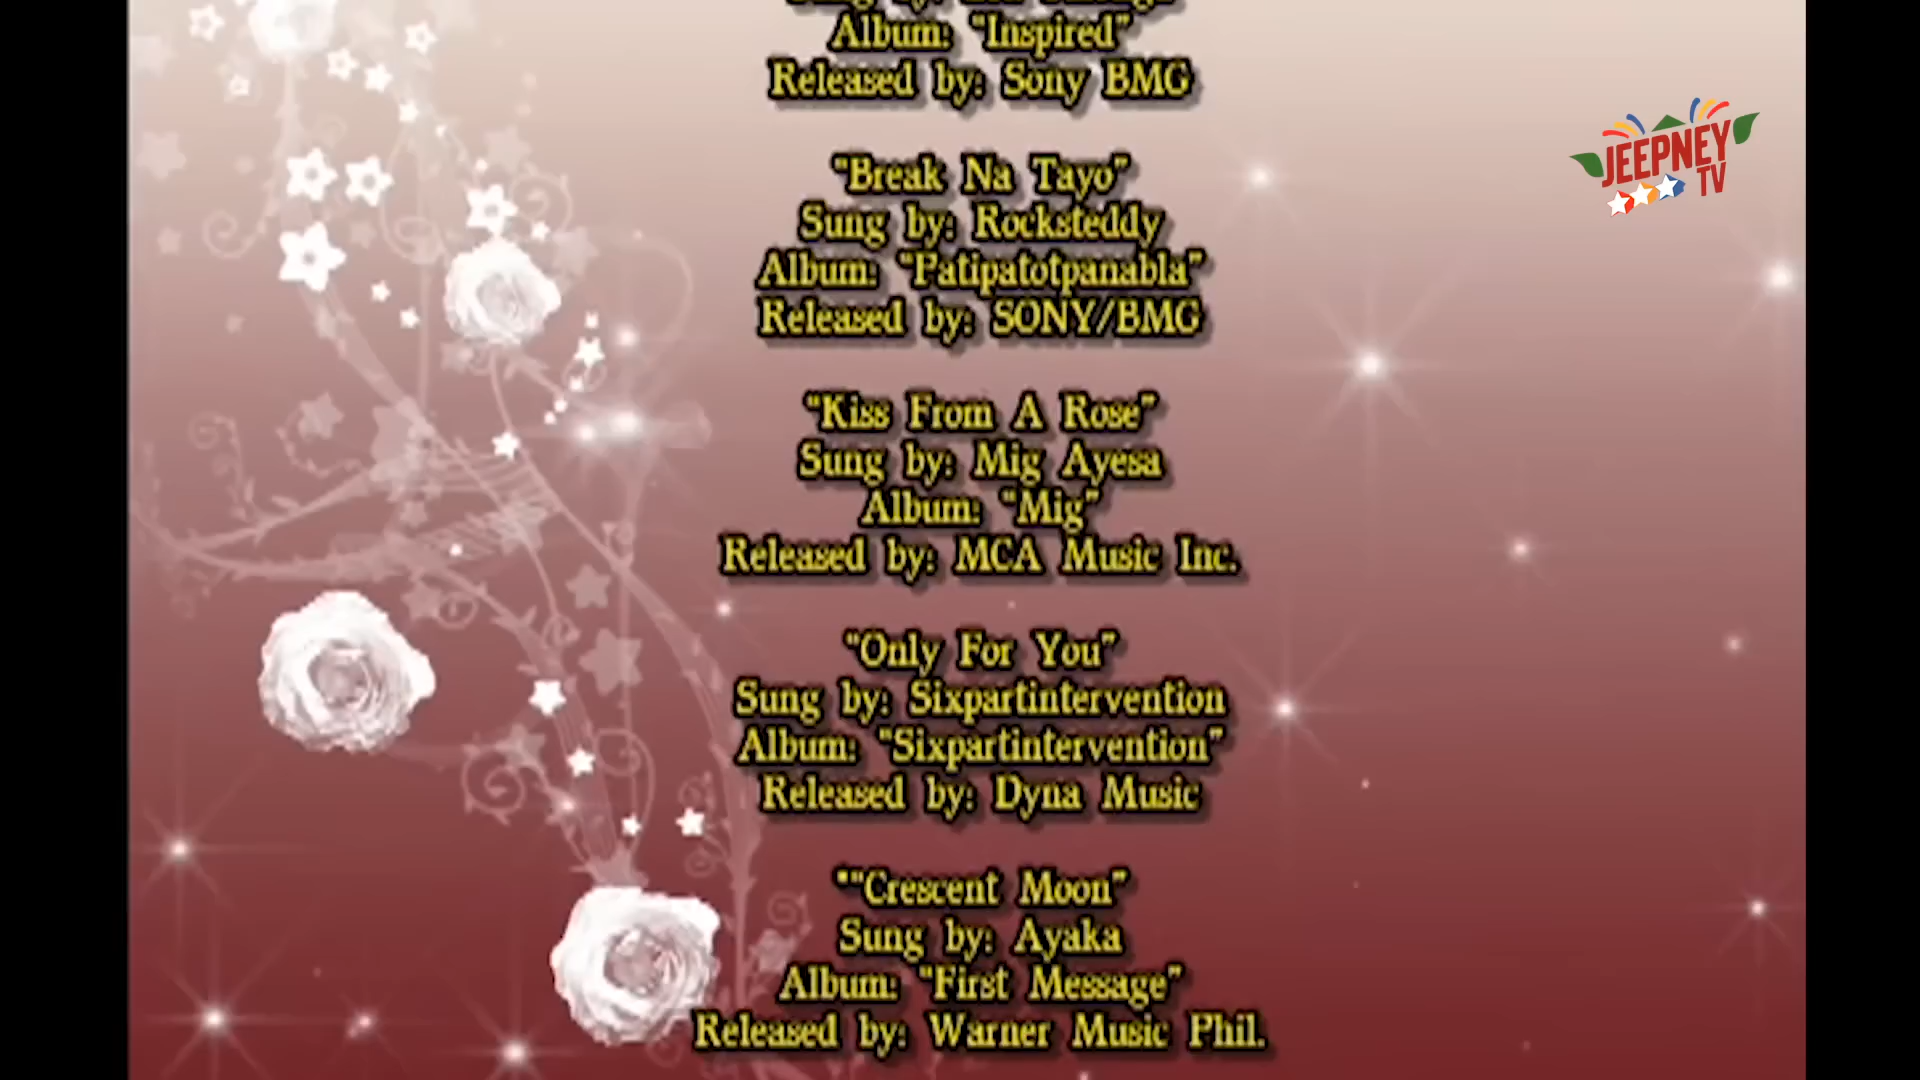 Album: "Inspired"
Released by: Sony BMG
"Break Na Tayo"
Sung by: Rocksteddy
Album: "Patipatotpanabla"
Released by: SONY/BMG
"Kiss From A Rose"
Sung by: Mig Ayesa
Album: "Mig"
Released by: MCA Music Inc.
"Only For You"
Sung by: Sixpartintervention
Album: "Sixpartintervention"
Released by: Dyna Music
*"Crescent Moon"
Sung by: Ayaka
Album: "First Message"
Released by: Warner Music Phil.
JEEPNEY
TV